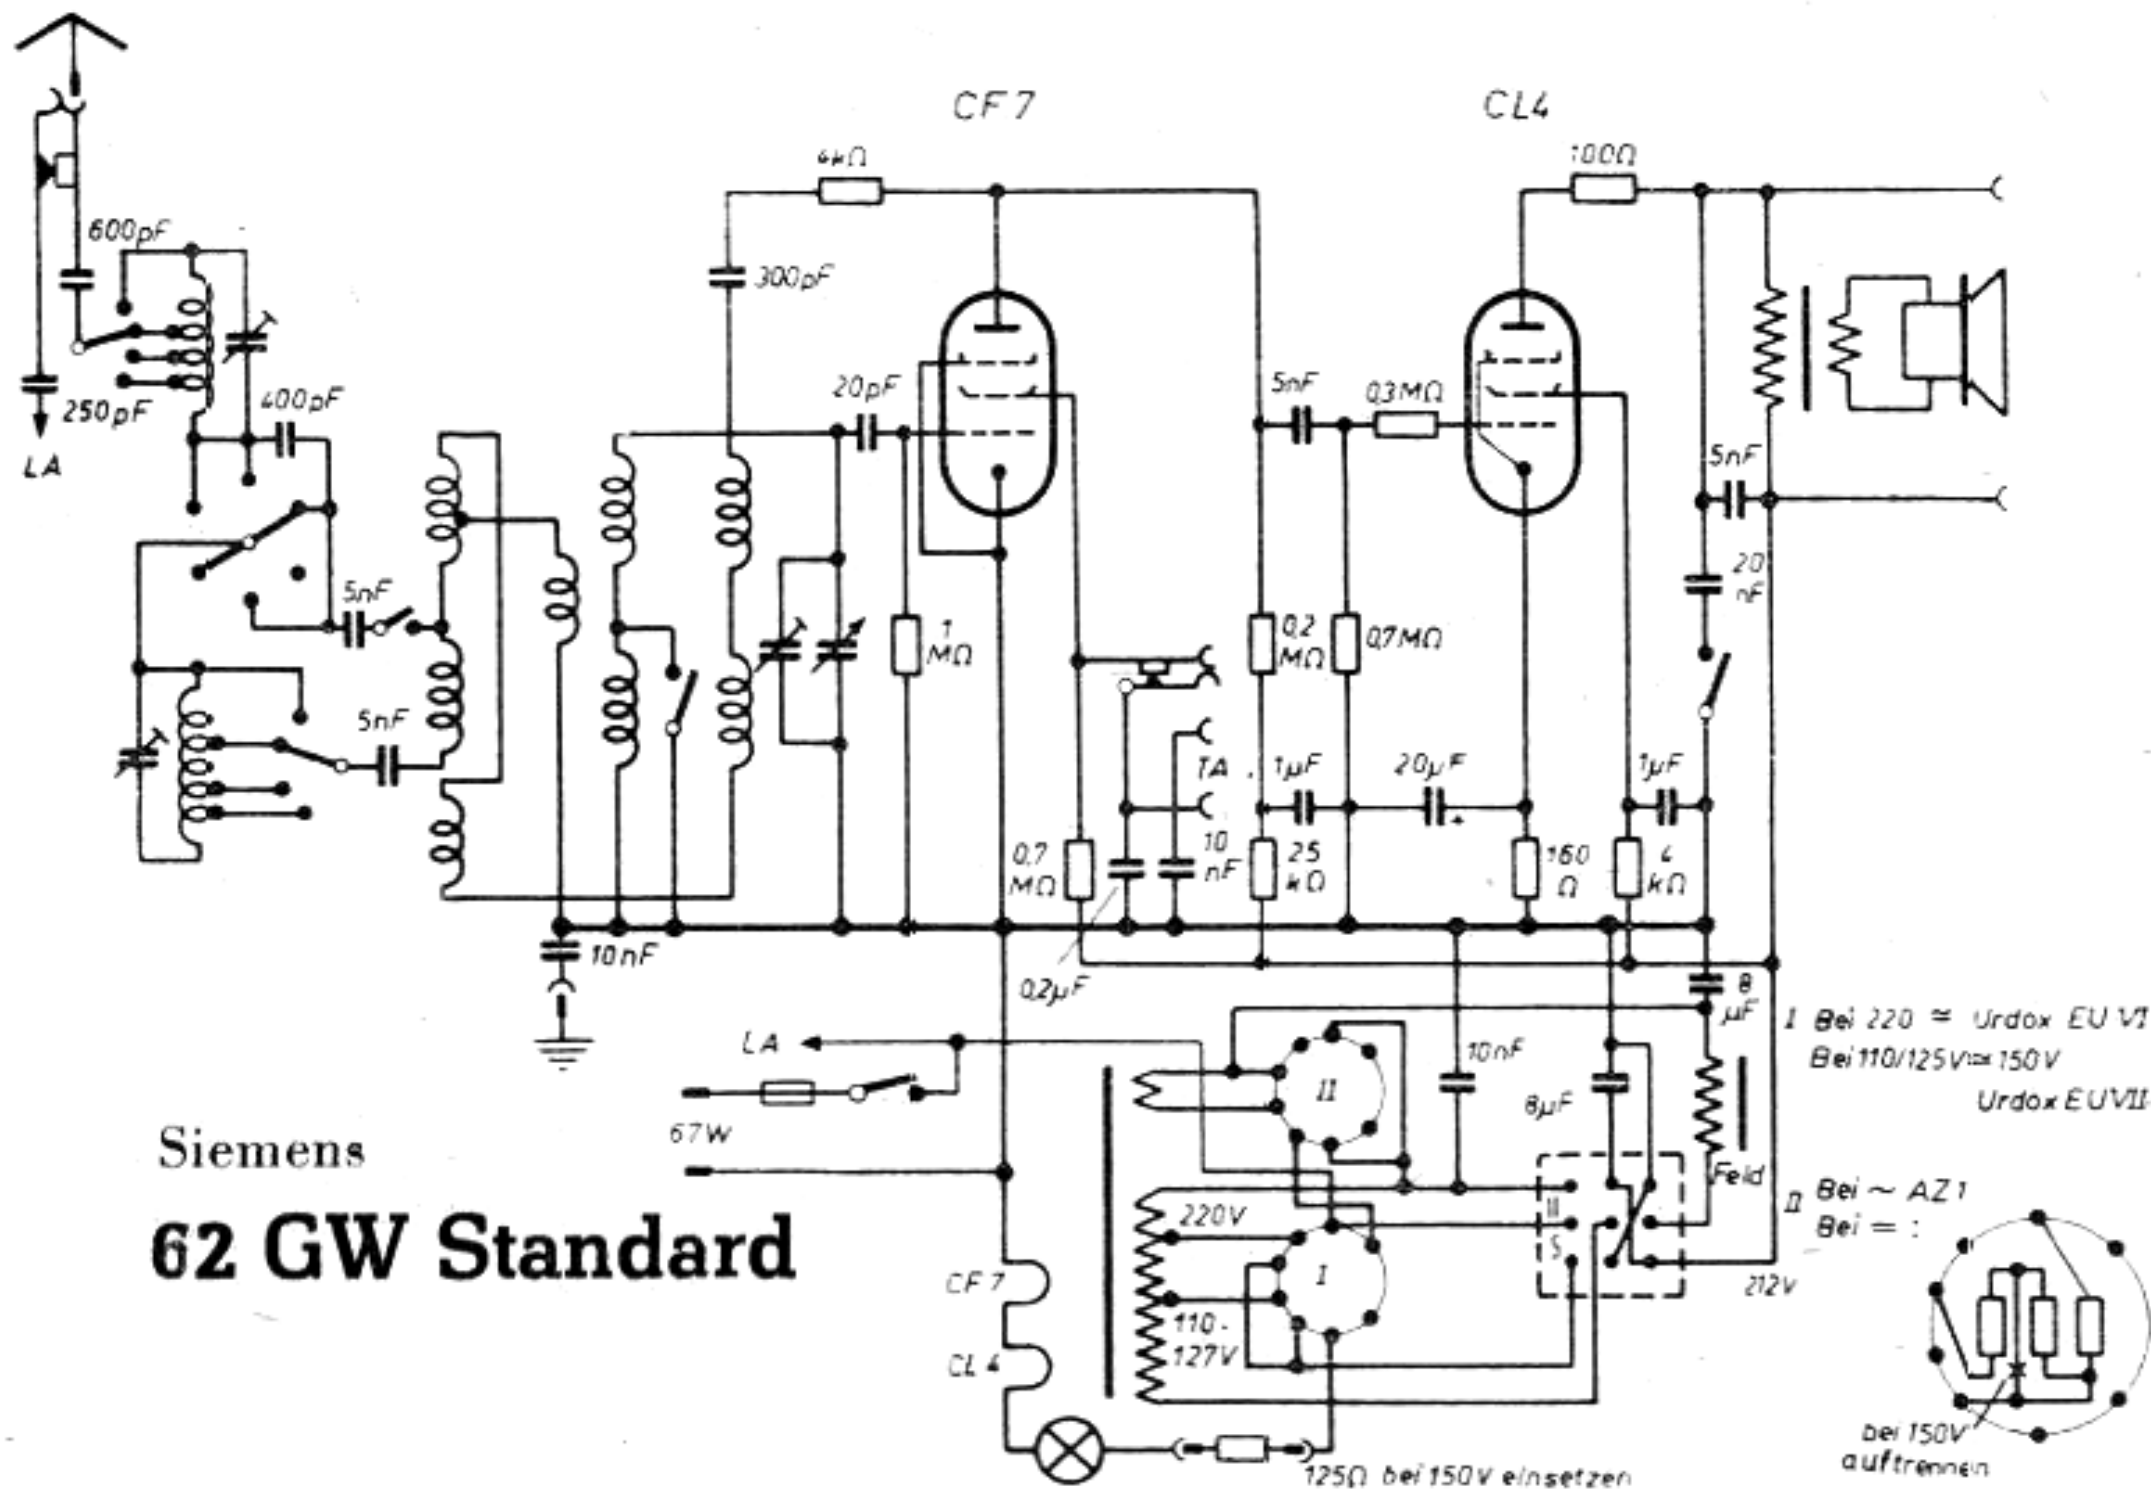 CF7
CL4
4kΩ
100Ω
600pF
300pF
20pF
5nF
0,3MΩ
250pF
400pF
LA
5nF
20
nF
5nF
1
MΩ
0,2
MΩ
0,7MΩ
5nF
TA
1µF
20µF
+
1µF
0,7
MΩ
10
nF
25
kΩ
160
Ω
4
kΩ
10nF
0,2µF
8
µF
I Bei 220 ≂ Urdox EU VI
Bei 110/125V≂150V
Urdox EU VII
LA
10nF
II
8µF
67W
Siemens
62 GW Standard
Feld
II Bei ~ AZ1
Bei = :
220V
III
S
I
212V
CF7
110-
127V
CL4
bei 150V
auftrennen
125Ω bei 150V einsetzen